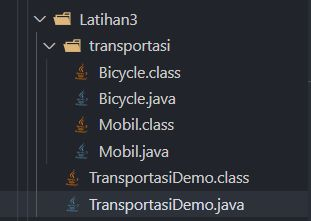 Latihan3
transportasi
Bicycle.class
Bicycle.java
Mobil.class
Mobil.java
TransportasiDemo.class
TransportasiDemo.java